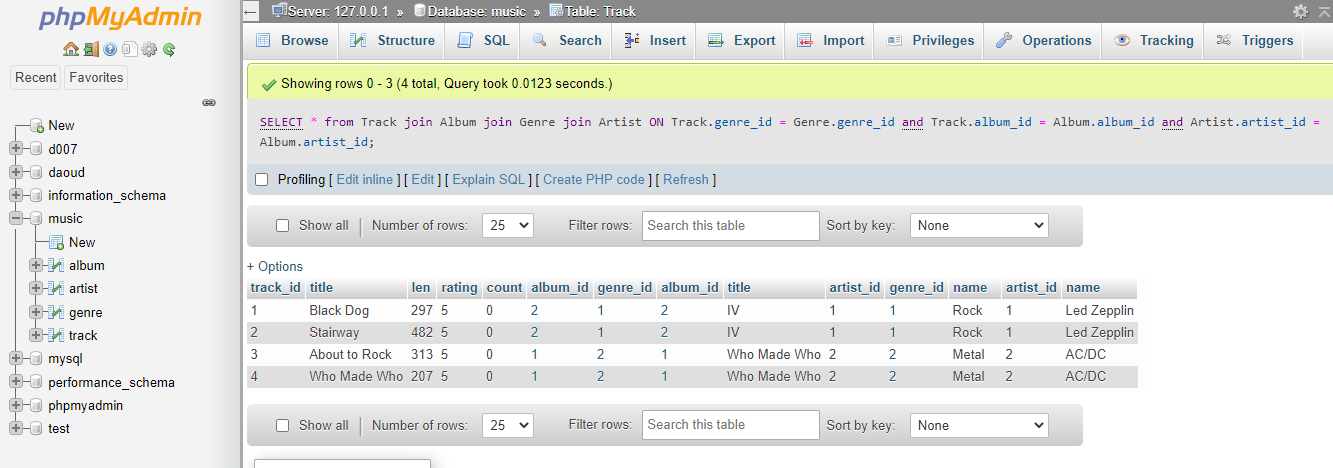 phpMyAdmin
Recent Favorites
New
d007
daoud
information_schema
music
New
album
artist
genre
track
mysql
performance_schema
phpmyadmin
test
Server: 127.0.0.1 » Database: music » Table: Track
Browse Structure SQL Search Insert Export Import Privileges Operations Tracking Triggers
Showing rows 0 - 3 (4 total, Query took 0.0123 seconds.)
SELECT * from Track join Album join Genre join Artist ON Track.genre_id = Genre.genre_id and Track.album_id = Album.album_id and Artist.artist_id =
Album.artist_id;
Profiling [ Edit inline ] [ Edit ] [ Explain SQL ] [ Create PHP code ] [ Refresh ]
Show all Number of rows: 25 Filter rows: Search this table Sort by key: None
+ Options
track_id title len rating count album_id genre_id album_id title artist_id genre_id name artist_id name
1 Black Dog 297 5 0 2 1 2 IV 1 1 Rock 1 Led Zepplin
2 Stairway 482 5 0 2 1 2 IV 1 1 Rock 1 Led Zepplin
3 About to Rock 313 5 0 1 2 1 Who Made Who 2 2 Metal 2 AC/DC
4 Who Made Who 207 5 0 1 2 1 Who Made Who 2 2 Metal 2 AC/DC
Show all Number of rows: 25 Filter rows: Search this table Sort by key: None